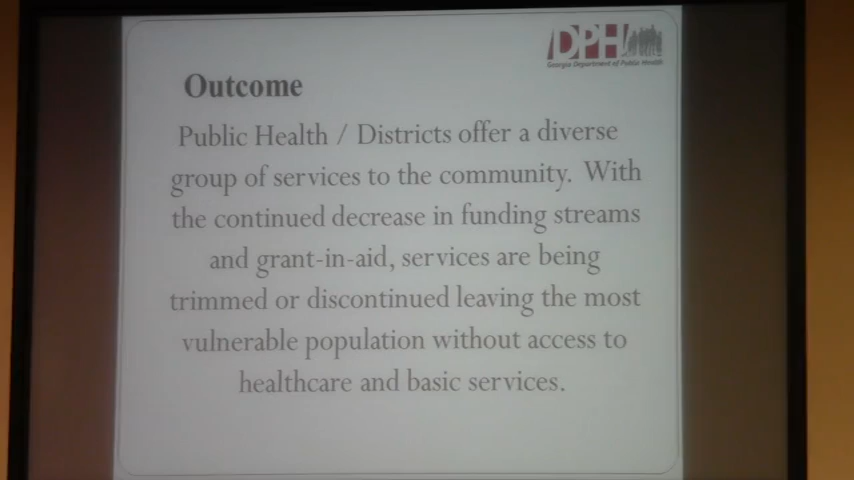 DPH
Georgia Department of Public Health
Outcome
Public Health / Districts offer a diverse
group of services to the community. With
the continued decrease in funding streams
and grant-in-aid, services are being
trimmed or discontinued leaving the most
vulnerable population without access to
healthcare and basic services.